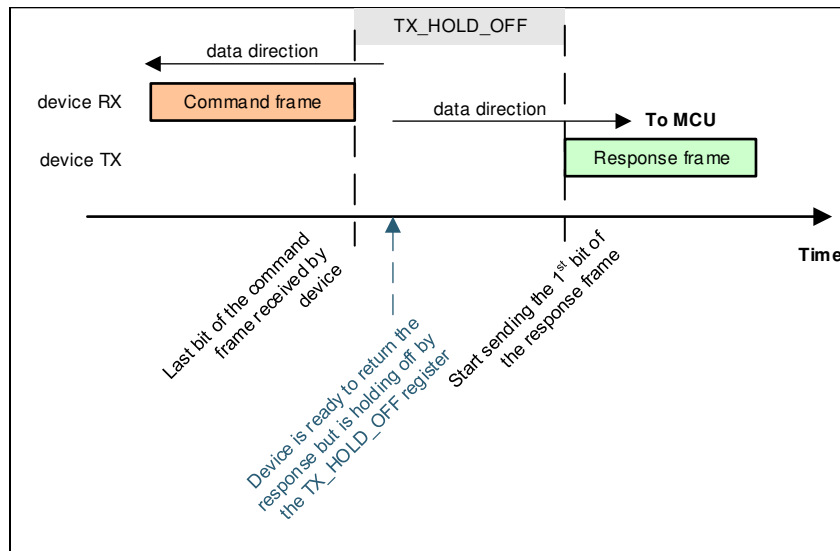 TX_HOLD_OFF
data direction
device RX
Command frame
data direction
To MCU
device TX
Response frame
Time
Last bit of the command
frame received by
device
Device is ready to return the
response but is holding off by
the TX_HOLD_OFF register
Start sending the 1st bit of
the response frame